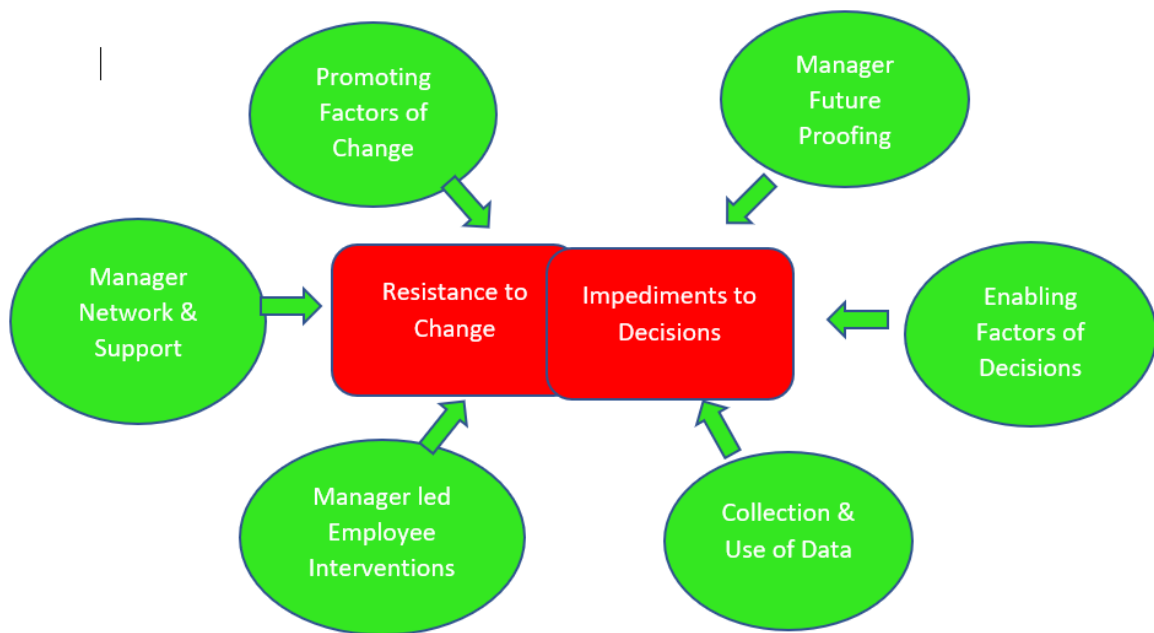 Promoting
Factors of
Change
Manager
Future
Proofing
Manager
Network &
Support
Resistance to
Change
Impediments to
Decisions
Enabling
Factors of
Decisions
Manager led
Employee
Interventions
Collection &
Use of Data